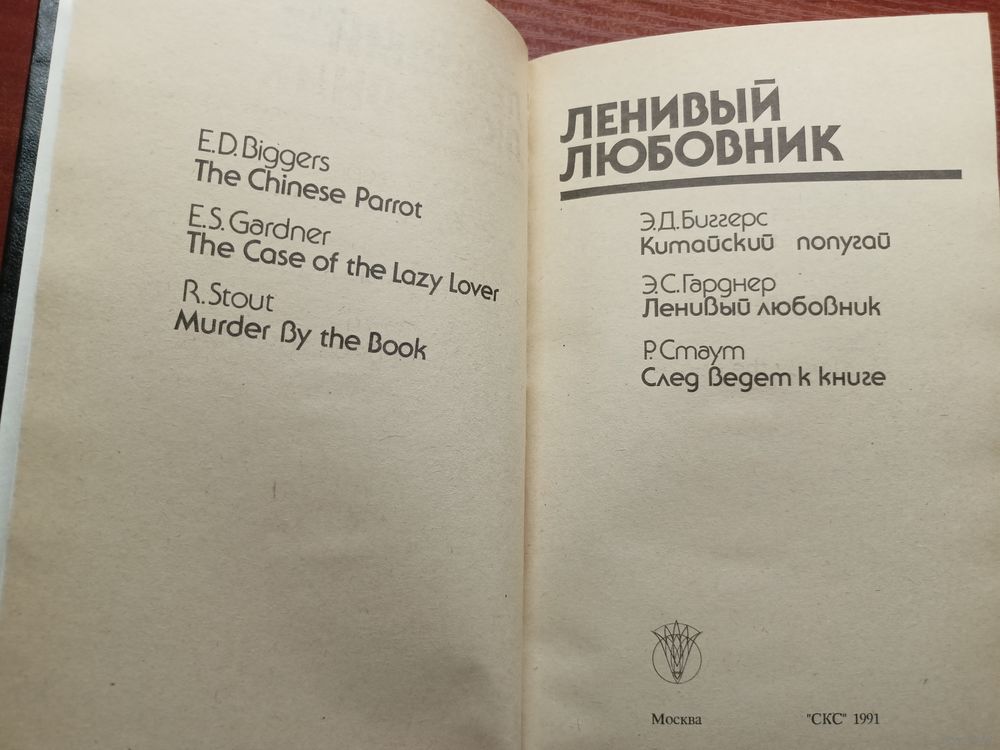 E.D. Biggers
The Chinese Parrot
E.S. Gardner
The Case of the Lazy Lover
R. Stout
Murder By the Book
ЛЕНИВЫЙ
ЛЮБОВНИК
Э.Д. Биггерс
Китайский попугай
Э.С. Гарднер
Ленивый любовник
Р. Стаут
След ведет к книге
Москва "СКС" 1991